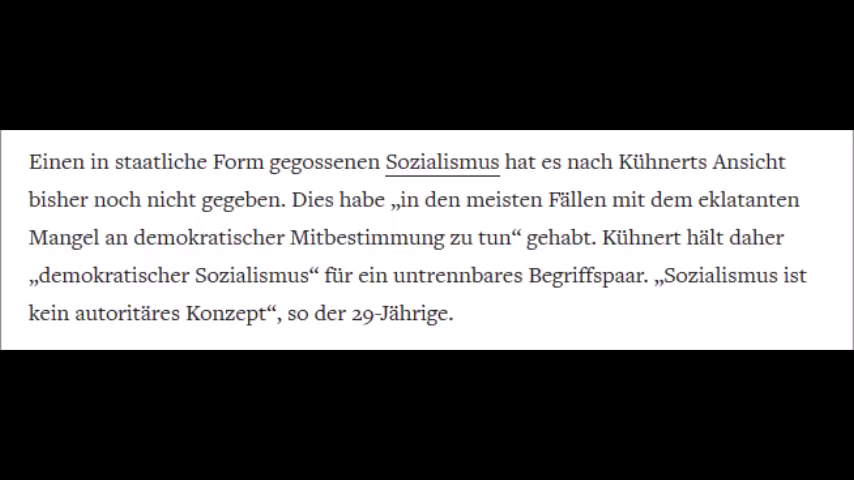 Einen in staatliche Form gegossenen Sozialismus hat es nach Kühnerts Ansicht
bisher noch nicht gegeben. Dies habe „in den meisten Fällen mit dem eklatanten
Mangel an demokratischer Mitbestimmung zu tun“ gehabt. Kühnert hält daher
„demokratischer Sozialismus“ für ein untrennbares Begriffspaar. „Sozialismus ist
kein autoritäres Konzept“, so der 29-Jährige.